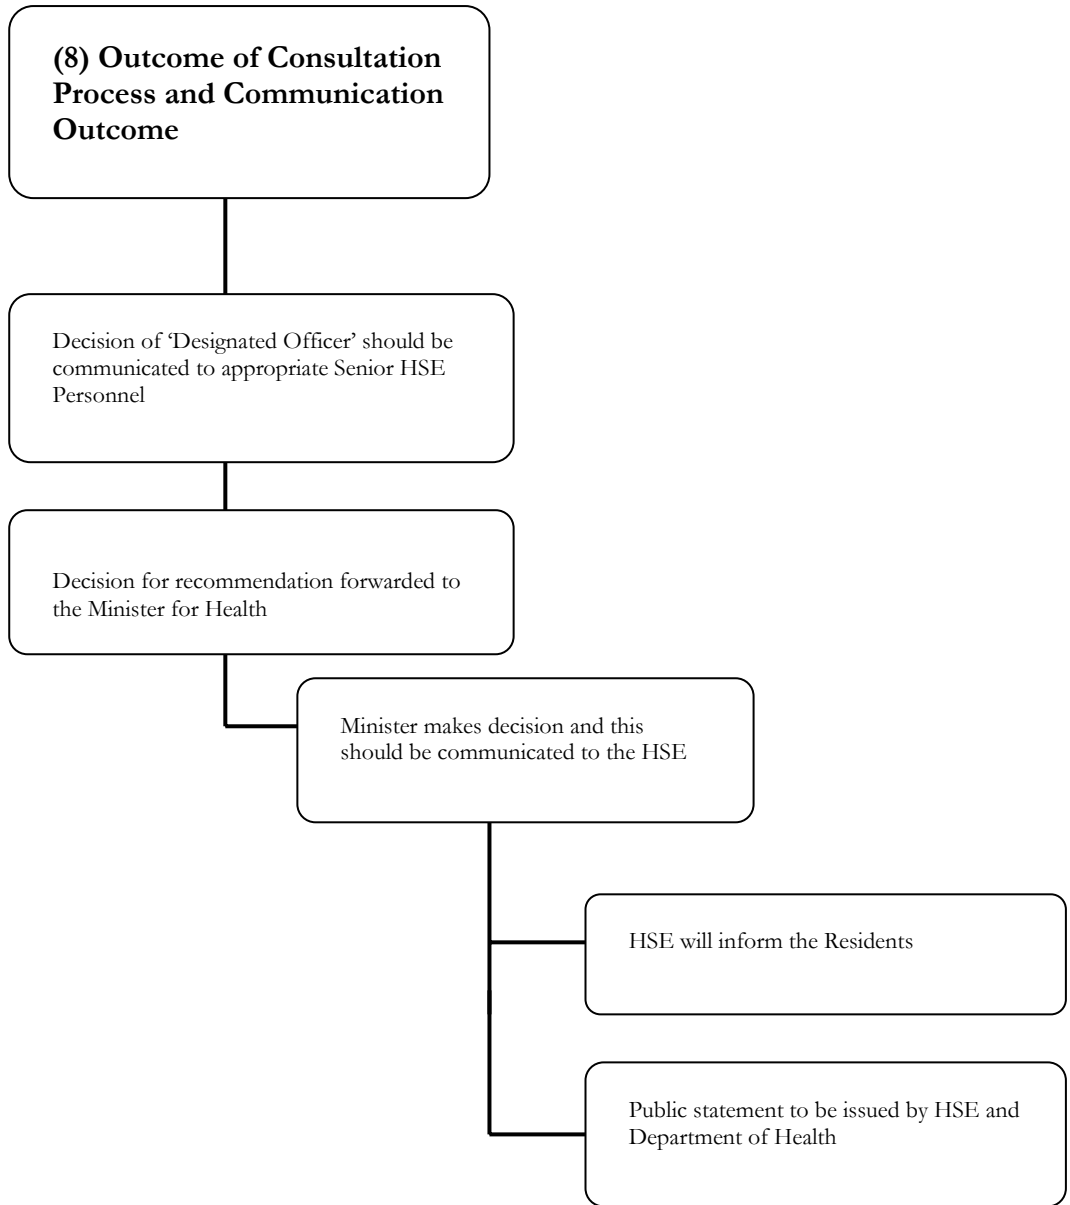 (8) Outcome of Consultation
Process and Communication
Outcome
Decision of ‘Designated Officer’ should be
communicated to appropriate Senior HSE
Personnel
Decision for recommendation forwarded to
the Minister for Health
Minister makes decision and this
should be communicated to the HSE
HSE will inform the Residents
Public statement to be issued by HSE and
Department of Health